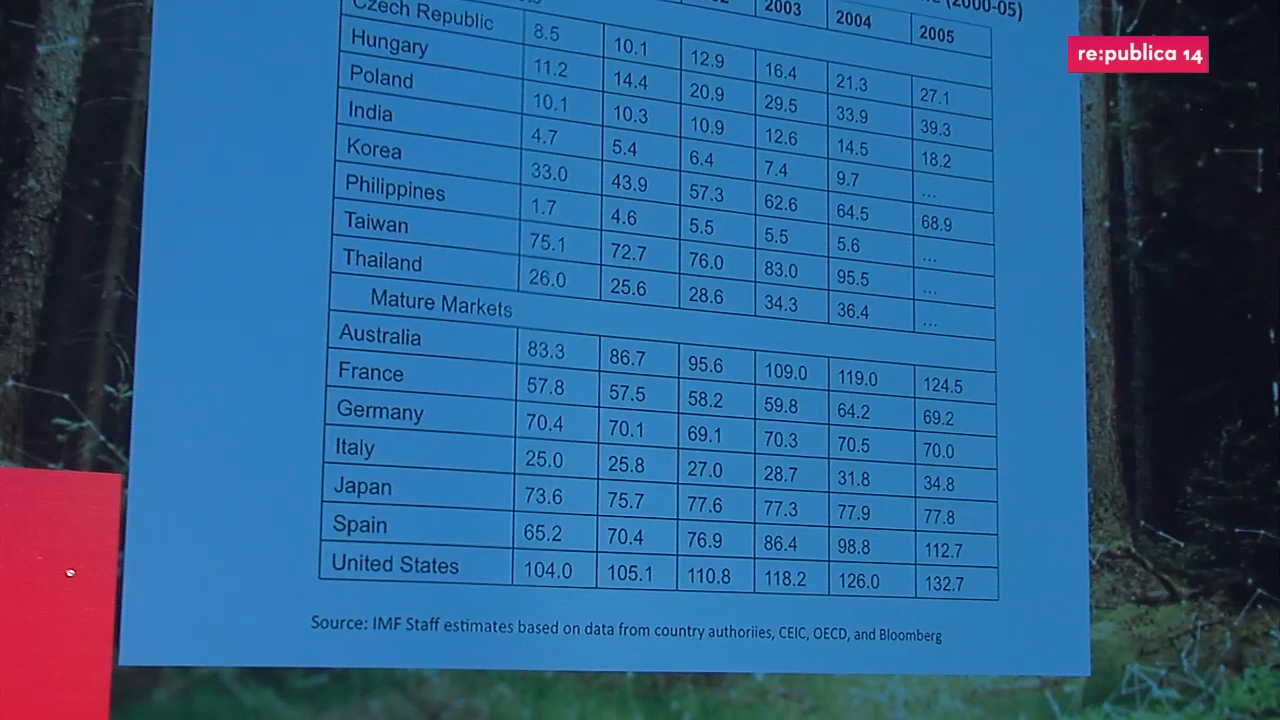 (2000-05)
2003 2004 2005
Czech Republic 8.5 10.1 12.9 16.4 21.3 27.1
Hungary 11.2 14.4 20.9 29.5 33.9 39.3
Poland 10.1 10.3 10.9 12.6 14.5 18.2
India 4.7 5.4 6.4 7.4 9.7 ...
Korea 33.0 43.9 57.3 62.6 64.5 68.9
Philippines 1.7 4.6 5.5 5.5 5.6 ...
Taiwan 75.1 72.7 76.0 83.0 95.5 ...
Thailand 26.0 25.6 28.6 34.3 36.4 ...
Mature Markets
Australia 83.3 86.7 95.6 109.0 119.0 124.5
France 57.8 57.5 58.2 59.8 64.2 69.2
Germany 70.4 70.1 69.1 70.3 70.5 70.0
Italy 25.0 25.8 27.0 28.7 31.8 34.8
Japan 73.6 75.7 77.6 77.3 77.9 77.8
Spain 65.2 70.4 76.9 86.4 98.8 112.7
United States 104.0 105.1 110.8 118.2 126.0 132.7
Source: IMF Staff estimates based on data from country authoriies, CEIC, OECD, and Bloomberg
re:publica 14